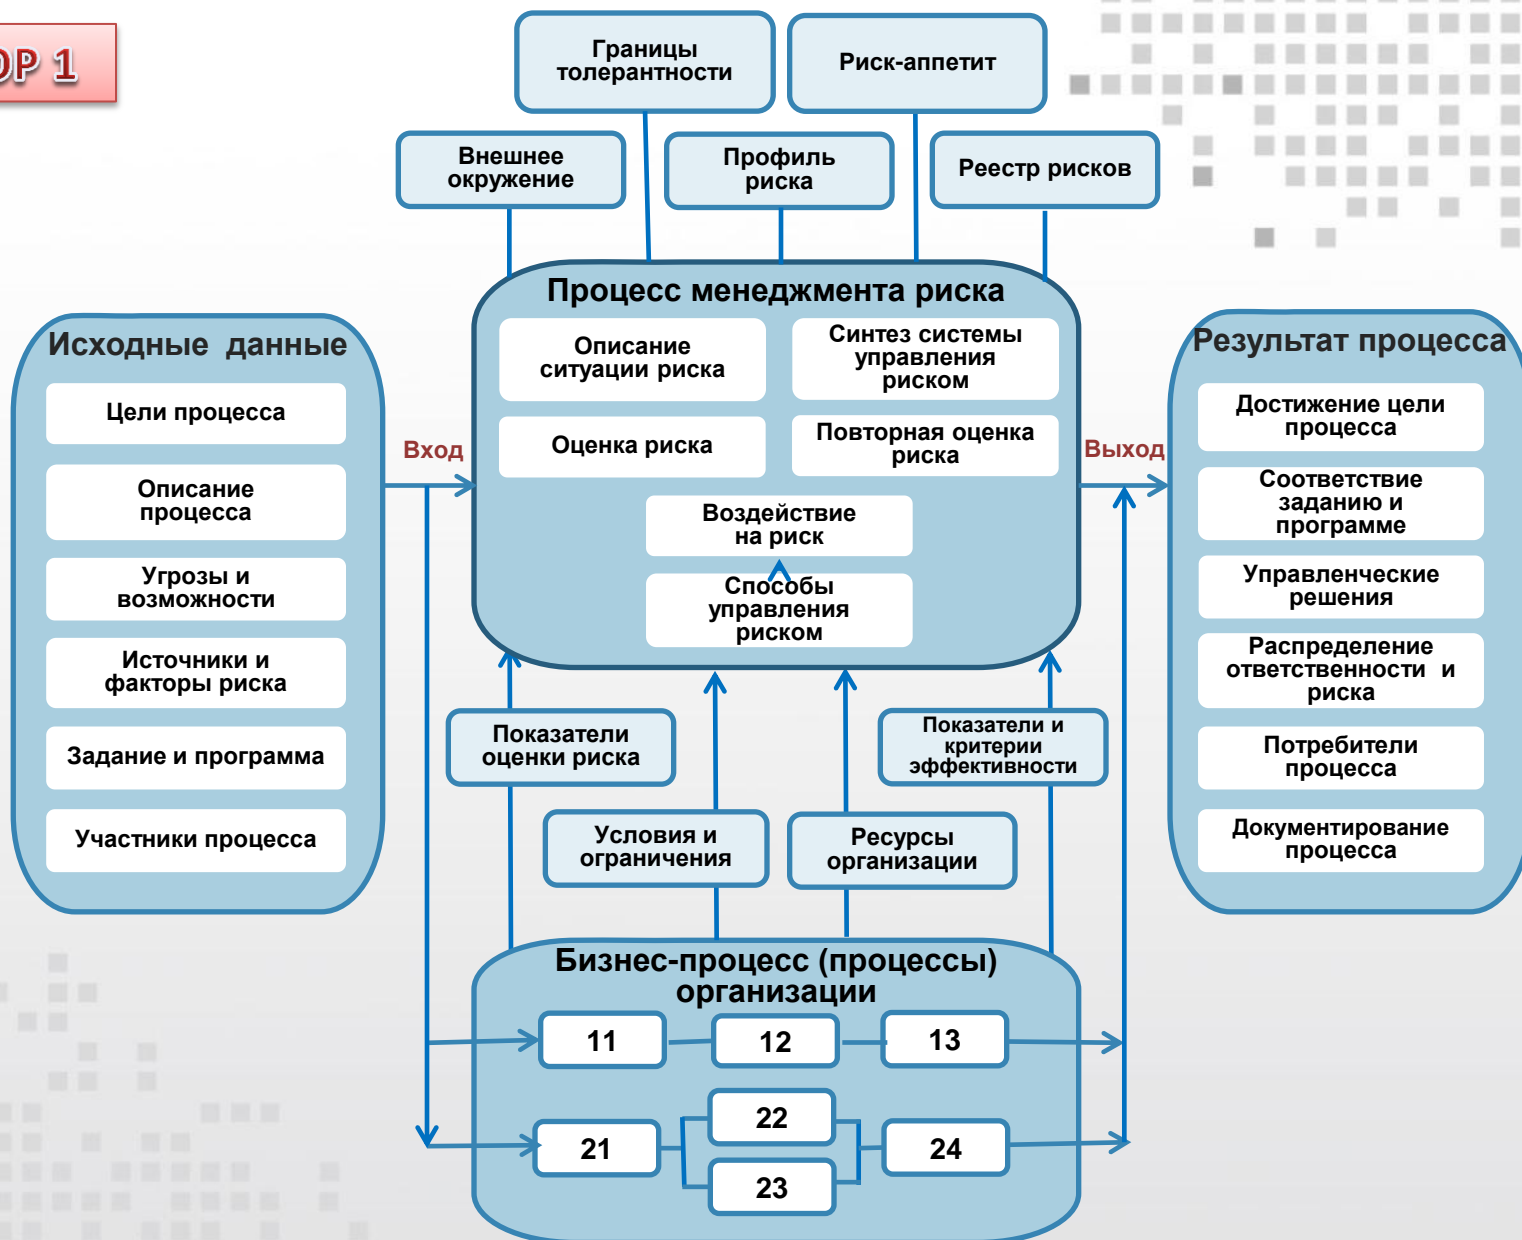 ОР 1
Границы
толерантности
Риск-аппетит
Внешнее
окружение
Профиль
риска
Реестр рисков
Исходные данные
Цели процесса
Описание
процесса
Угрозы и
возможности
Источники и
факторы риска
Задание и программа
Участники процесса
Вход
Процесс менеджмента риска
Описание
ситуации риска
Синтез системы
управления
риском
Оценка риска
Повторная оценка
риска
Воздействие
на риск
Способы
управления
риском
Выход
Результат процесса
Достижение цели
процесса
Соответствие
заданию и
программе
Управленческие
решения
Распределение
ответственности и
риска
Потребители
процесса
Документирование
процесса
Показатели
оценки риска
Показатели и
критерии
эффективности
Условия и
ограничения
Ресурсы
организации
Бизнес-процесс (процессы)
организации
11
12
13
21
22
23
24